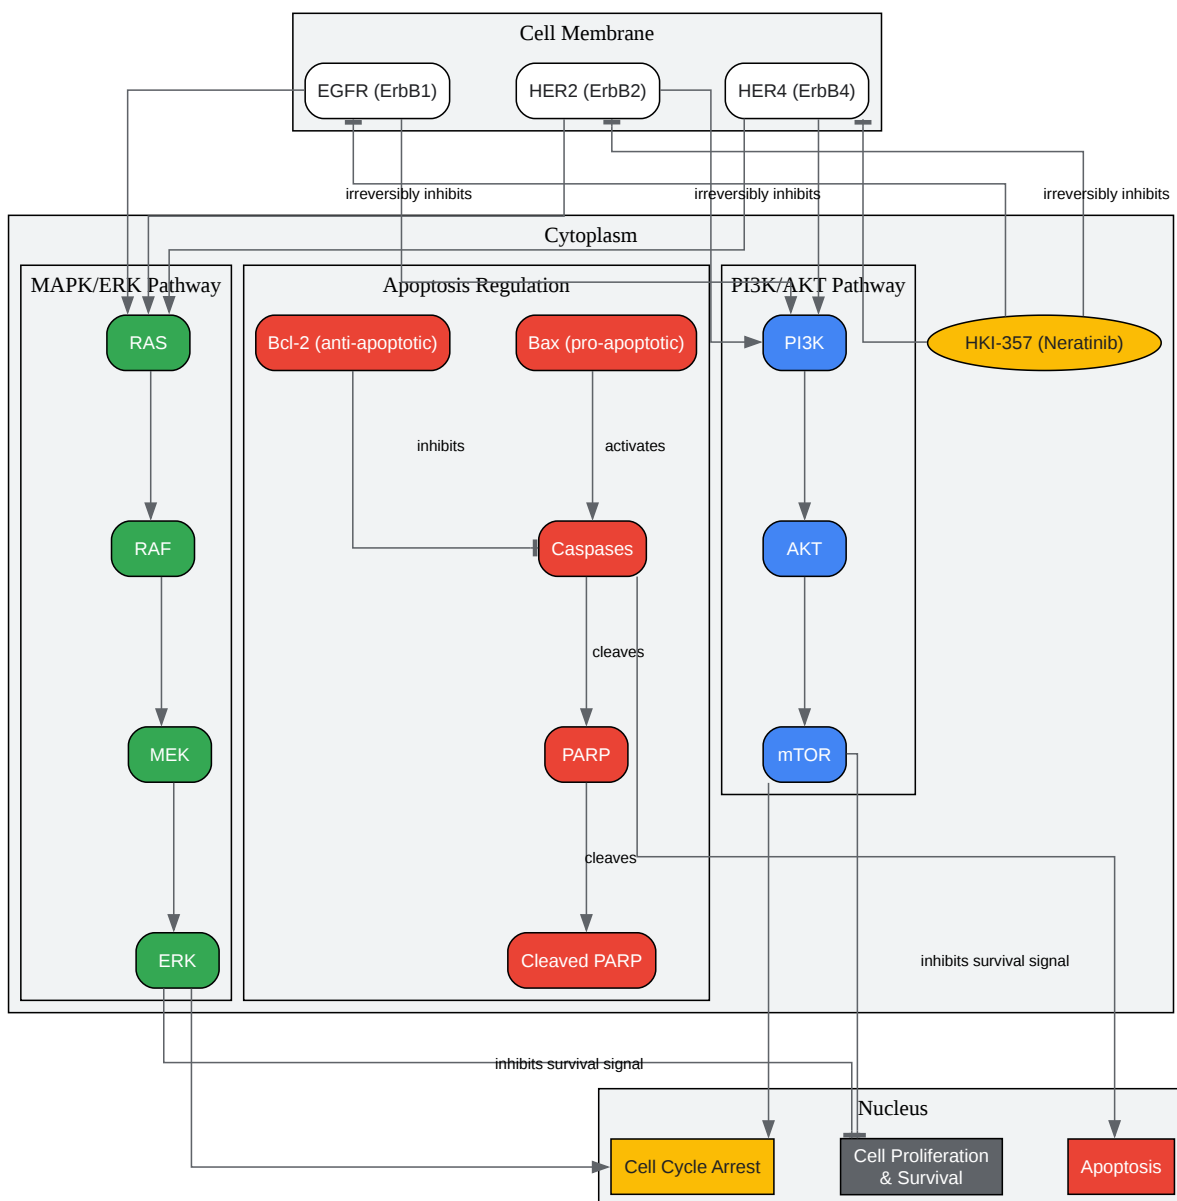 Cell Membrane
EGFR (ErbB1)
HER2 (ErbB2)
HER4 (ErbB4)
irreversibly inhibits
irreversibly inhibits
irreversibly inhibits
Cytoplasm
MAPK/ERK Pathway
Apoptosis Regulation
PI3K/AKT Pathway
RAS
Bcl-2 (anti-apoptotic)
Bax (pro-apoptotic)
PI3K
HKI-357 (Neratinib)
inhibits
activates
RAF
Caspases
AKT
cleaves
MEK
PARP
mTOR
cleaves
ERK
Cleaved PARP
inhibits survival signal
inhibits survival signal
Nucleus
Cell Cycle Arrest
Cell Proliferation
& Survival
Apoptosis